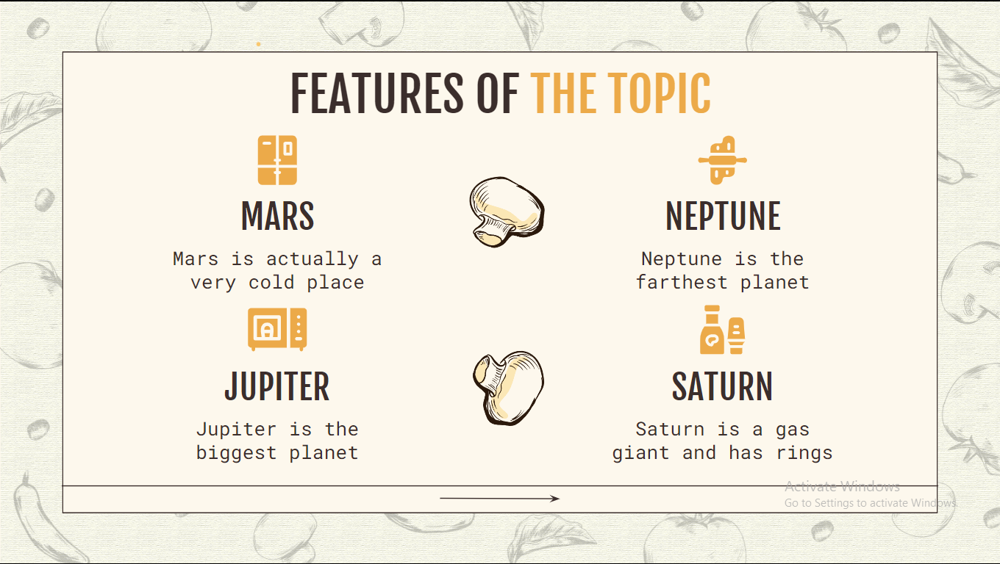 FEATURES OF THE TOPIC
MARS
Mars is actually a
very cold place
NEPTUNE
Neptune is the
farthest planet
JUPITER
Jupiter is the
biggest planet
SATURN
Saturn is a gas
giant and has rings
Activate Windows
Go to Settings to activate Windows.